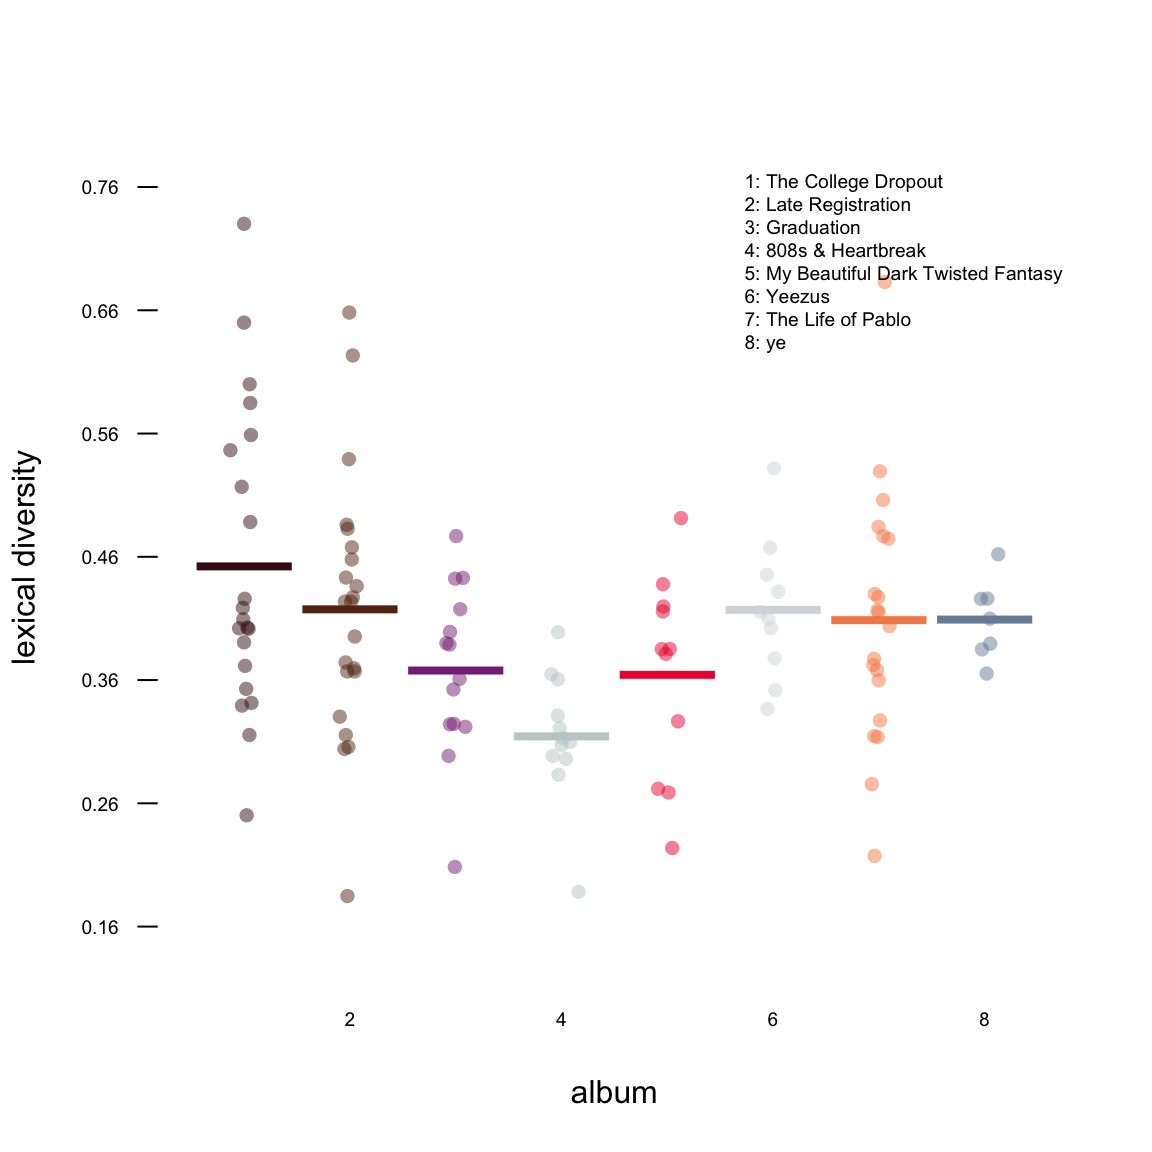 0.76
0.66
0.56
0.46
0.36
0.26
0.16
lexical diversity
1: The College Dropout
2: Late Registration
3: Graduation
4: 808s & Heartbreak
5: My Beautiful Dark Twisted Fantasy
6: Yeezus
7: The Life of Pablo
8: ye
2
4
6
8
album